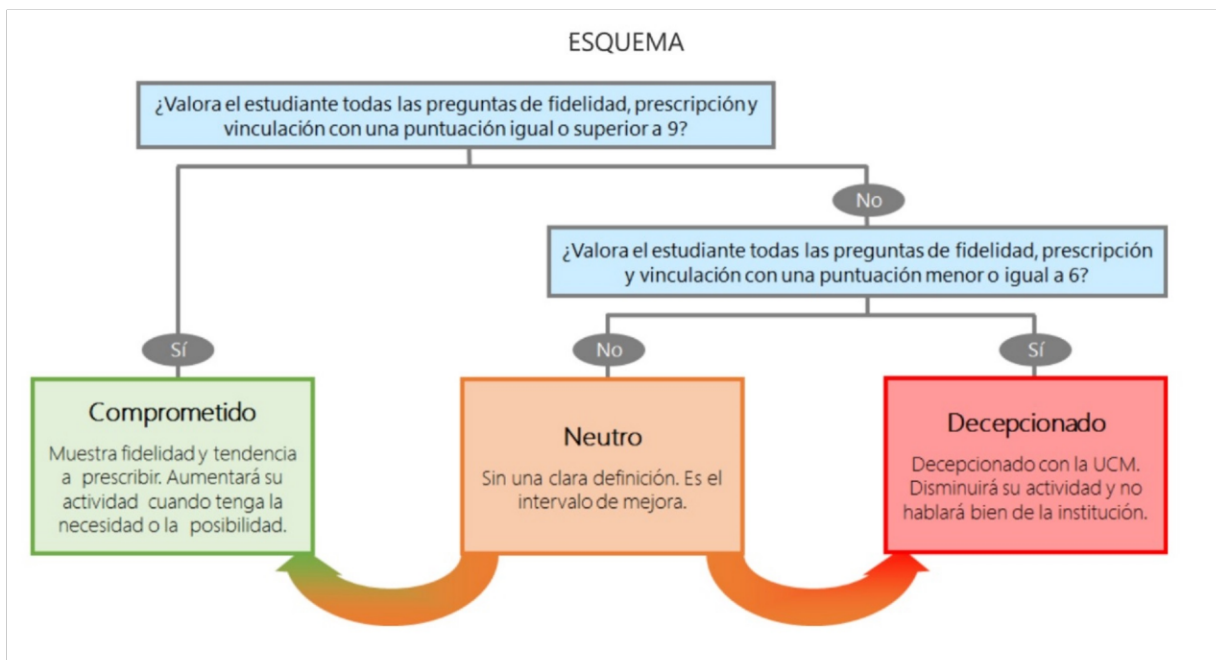 ESQUEMA
¿Valora el estudiante todas las preguntas de fidelidad, prescripción y
vinculación con una puntuación igual o superior a 9?
No
¿Valora el estudiante todas las preguntas de fidelidad, prescripción
y vinculación con una puntuación menor o igual a 6?
Sí
No
Sí
Comprometido
Muestra fidelidad y tendencia
a prescribir. Aumentará su
actividad cuando tenga la
necesidad o la posibilidad.
Neutro
Sin una clara definición. Es el
intervalo de mejora.
Decepcionado
Decepcionado con la UCM.
Disminuirá su actividad y no
hablará bien de la institución.